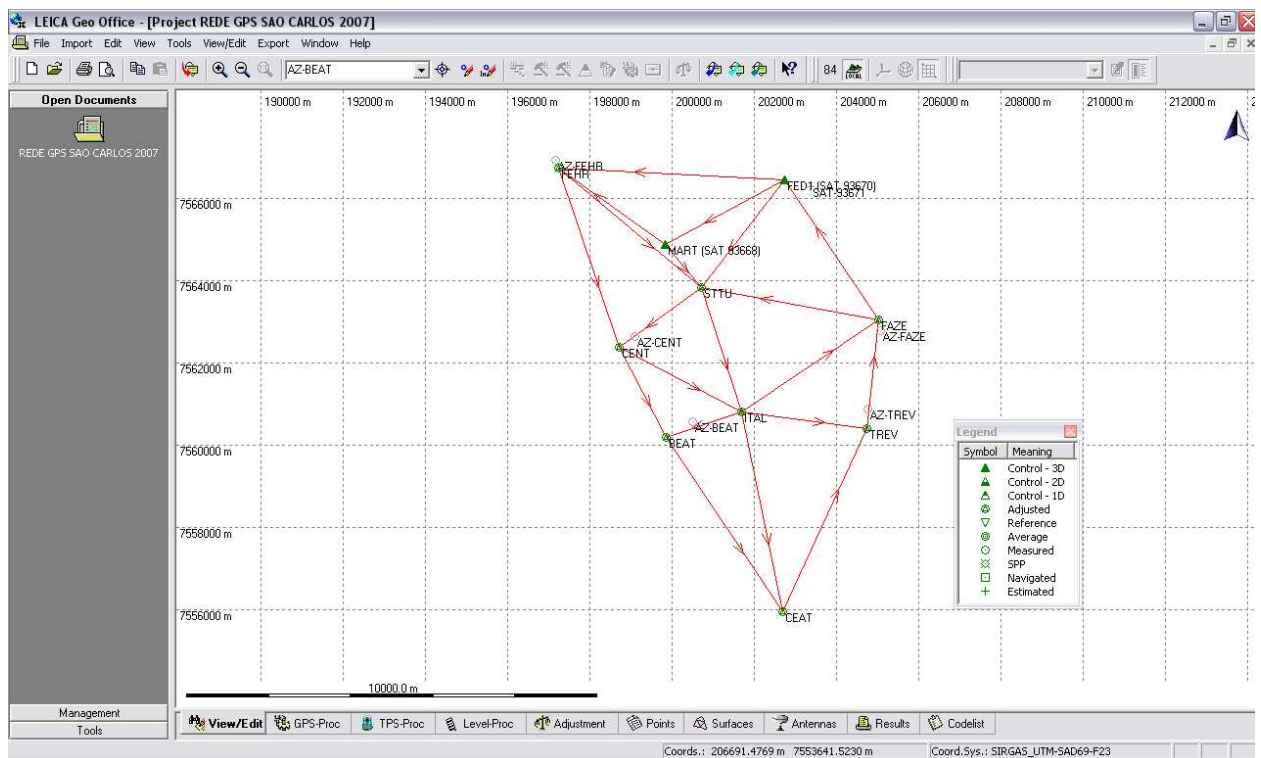 LEICA Geo Office - [Project REDE GPS SAO CARLOS 2007]
File Import Edit View Tools View/Edit Export Window Help
AZ-BEAT
84
LOCAL
Open Documents
REDE GPS SAO CARLOS 2007
Management
Tools
190000 m 192000 m 194000 m 196000 m 198000 m 200000 m 202000 m 204000 m 206000 m 208000 m 210000 m 212000 m
AZ-FEHR
FEHR
FED1 (SAT 93670)
SAT-93671
7566000 m
MART (SAT 93668)
7564000 m
STTU
FAZE
AZ-FAZE
AZ-CENT
CENT
7562000 m
AZ-TREV
ITAL
AZ-BEAT
TREV
BEAT
7560000 m
7558000 m
7556000 m
CEAT
10000.0 m
Legend
Symbol Meaning
Control - 3D
Control - 2D
Control - 1D
Adjusted
Reference
Average
Measured
SPP
Navigated
Estimated
View/Edit GPS-Proc TPS-Proc Level-Proc Adjustment Points Surfaces Antennas Results Codelist
Coords.: 206691.4769 m 7553641.5230 m Coord.Sys.: SIRGAS_UTM-SAD69-F23